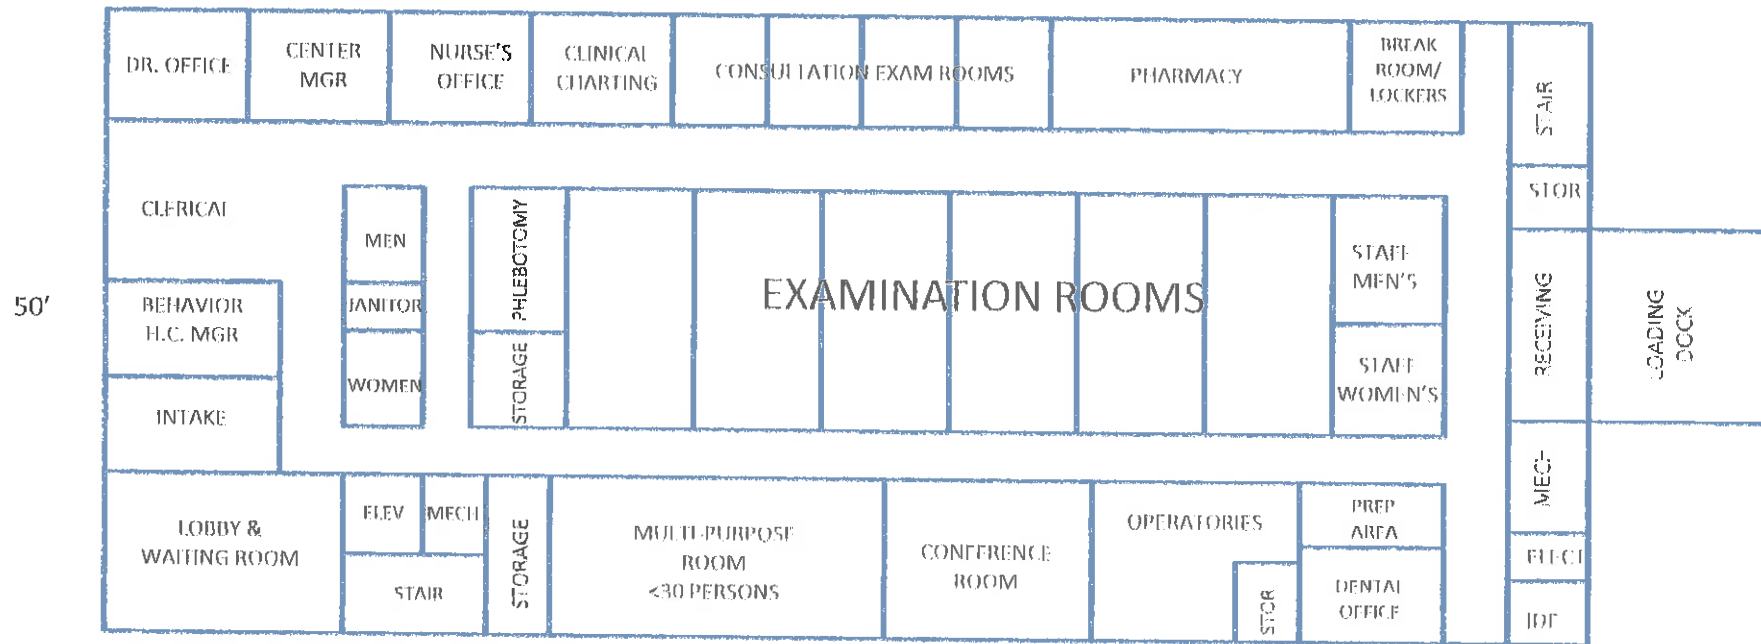 DR. OFFICE
CENTER
MGR
NURSE'S
OFFICE
CLINICAL
CHARTING
CONSULTATION EXAM ROOMS
PHARMACY
BREAK
ROOM/
LOCKERS
STAIR
STOR
CLERICAL
MEN
PHLEBOTOMY
EXAMINATION ROOMS
STAFF
MEN'S
50'
BEHAVIOR
H.C. MGR
JANITOR
RECEIVING
LOADING
DOCK
INTAKE
WOMEN
STORAGE
STAFF
WOMEN'S
LOBBY &
WAITING ROOM
ELEV
MECH
STAIR
STORAGE
MULTI-PURPOSE
ROOM
<30 PERSONS
CONFERENCE
ROOM
OPERATORIES
STOR
PREP
AREA
DENTAL
OFFICE
MECH
ELECT
IDF